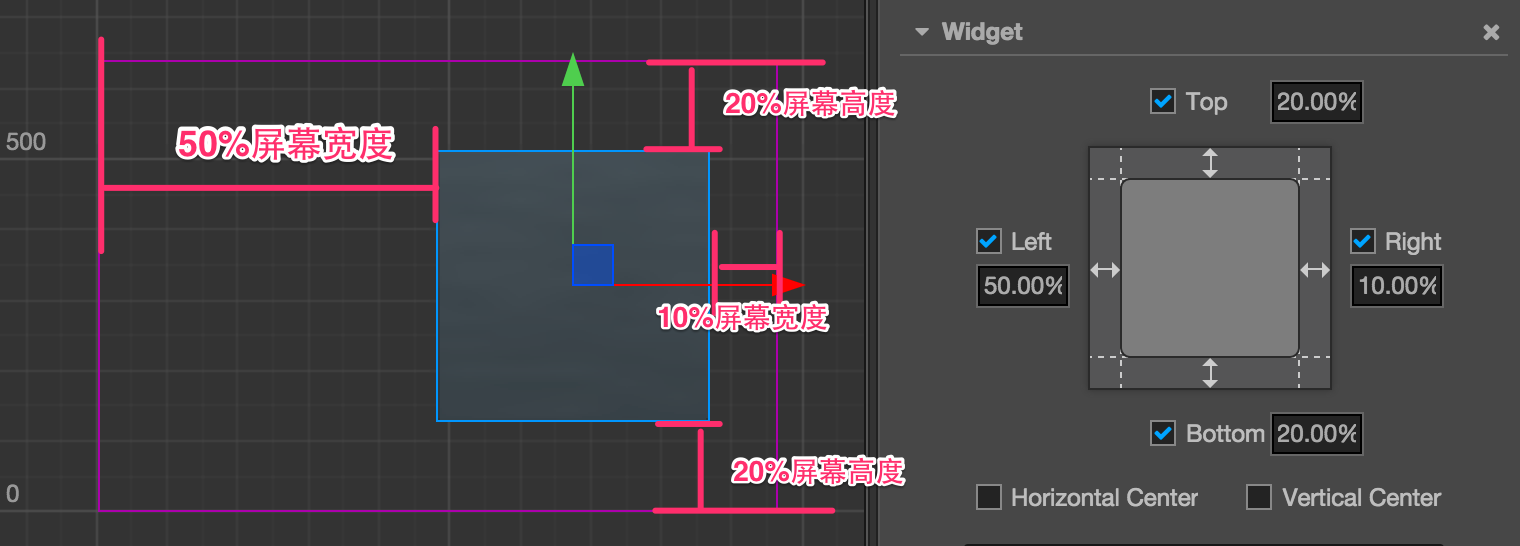 Widget
20%屏幕高度
Top 20.00%
500
50%屏幕宽度
Left
Right
50.00%
10.00%
10%屏幕宽度
Bottom 20.00%
20%屏幕高度
0
Horizontal Center
Vertical Center